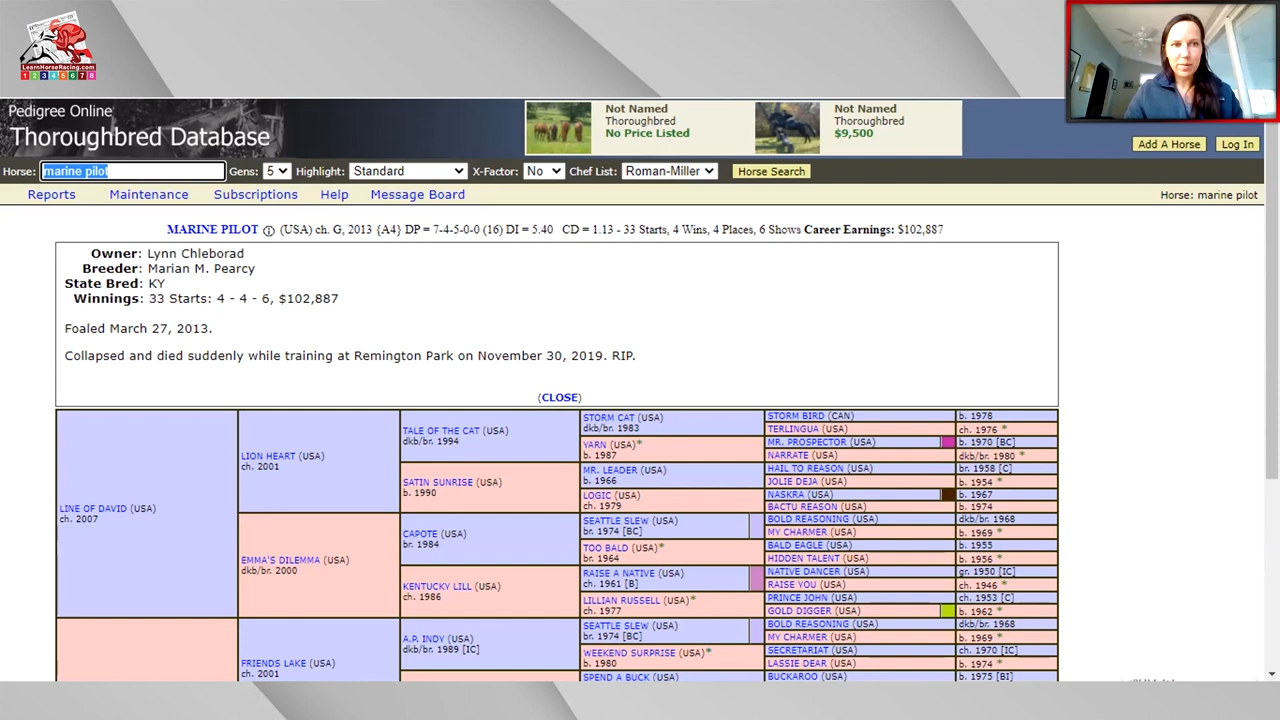 LearnHorseRacing.com
1 2 3 4 5 6 7 8
Pedigree Online
Thoroughbred Database
Not Named
Thoroughbred
No Price Listed
Not Named
Thoroughbred
$9,500
Add A Horse
Log In
Horse: marine pilot Gens: 5 Highlight: Standard X-Factor: No Chef List: Roman-Miller Horse Search
Reports Maintenance Subscriptions Help Message Board Horse: marine pilot
MARINE PILOT (USA) ch. G, 2013 {A4} DP = 7-4-5-0-0 (16) DI = 5.40 CD = 1.13 - 33 Starts, 4 Wins, 4 Places, 6 Shows Career Earnings: $102,887
Owner: Lynn Chleborad
Breeder: Marian M. Pearcy
State Bred: KY
Winnings: 33 Starts: 4 - 4 - 6, $102,887
Foaled March 27, 2013.
Collapsed and died suddenly while training at Remington Park on November 30, 2019. RIP.
(CLOSE)
LINE OF DAVID (USA)
ch. 2007
LION HEART (USA)
ch. 2001
EMMA'S DILEMMA (USA)
dkb/br. 2000
FRIENDS LAKE (USA)
ch. 2001
TALE OF THE CAT (USA)
dkb/br. 1994
SATIN SUNRISE (USA)
b. 1990
CAPOTE (USA)
br. 1984
KENTUCKY LILL (USA)
ch. 1986
A.P. INDY (USA)
dkb/br. 1989 [IC]
STORM CAT (USA)
dkb/br. 1983
YARN (USA)*
b. 1987
MR. LEADER (USA)
b. 1966
LOGIC (USA)
ch. 1979
SEATTLE SLEW (USA)
br. 1974 [BC]
TOO BALD (USA)*
br. 1964
RAISE A NATIVE (USA)
ch. 1961 [B]
LILLIAN RUSSELL (USA)*
ch. 1977
SEATTLE SLEW (USA)
br. 1974 [BC]
WEEKEND SURPRISE (USA)*
b. 1980
SPEND A BUCK (USA)
STORM BIRD (CAN) b. 1978
TERLINGUA (USA) ch. 1976 *
MR. PROSPECTOR (USA) b. 1970 [BC]
NARRATE (USA) dkb/br. 1980 *
HAIL TO REASON (USA) br. 1958 [C]
JOLIE DEJA (USA) b. 1954 *
NASKRA (USA) b. 1967
BACTU REASON (USA) b. 1974
BOLD REASONING (USA) dkb/br. 1968
MY CHARMER (USA) b. 1969 *
BALD EAGLE (USA) b. 1955
HIDDEN TALENT (USA) b. 1956 *
NATIVE DANCER (USA) gr. 1950 [IC]
RAISE YOU (USA) ch. 1946 *
PRINCE JOHN (USA) ch. 1953 [C]
GOLD DIGGER (USA) b. 1962 *
BOLD REASONING (USA) dkb/br. 1968
MY CHARMER (USA) b. 1969 *
SECRETARIAT (USA) ch. 1970 [IC]
LASSIE DEAR (USA) b. 1974 *
BUCKAROO (USA) b. 1975 [BI]